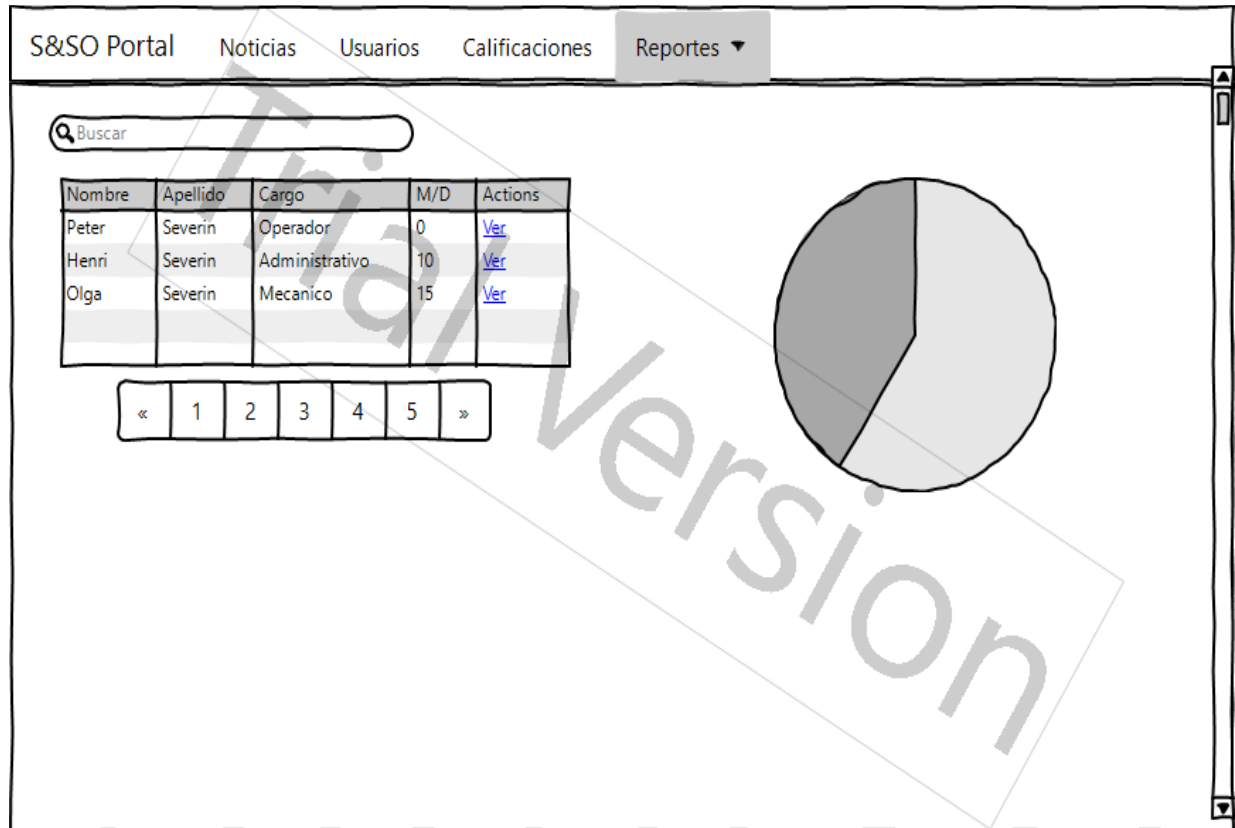 S&SO Portal Noticias Usuarios Calificaciones Reportes ▼
Buscar
Nombre Apellido Cargo M/D Actions
Peter Severin Operador 0 Ver
Henri Severin Administrativo 10 Ver
Olga Severin Mecanico 15 Ver
« 1 2 3 4 5 »
Trial Version